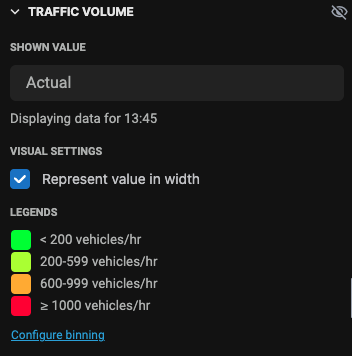 TRAFFIC VOLUME
SHOWN VALUE
Actual
Displaying data for 13:45
VISUAL SETTINGS
Represent value in width
LEGENDS
< 200 vehicles/hr
200-599 vehicles/hr
600-999 vehicles/hr
≥ 1000 vehicles/hr
Configure binning